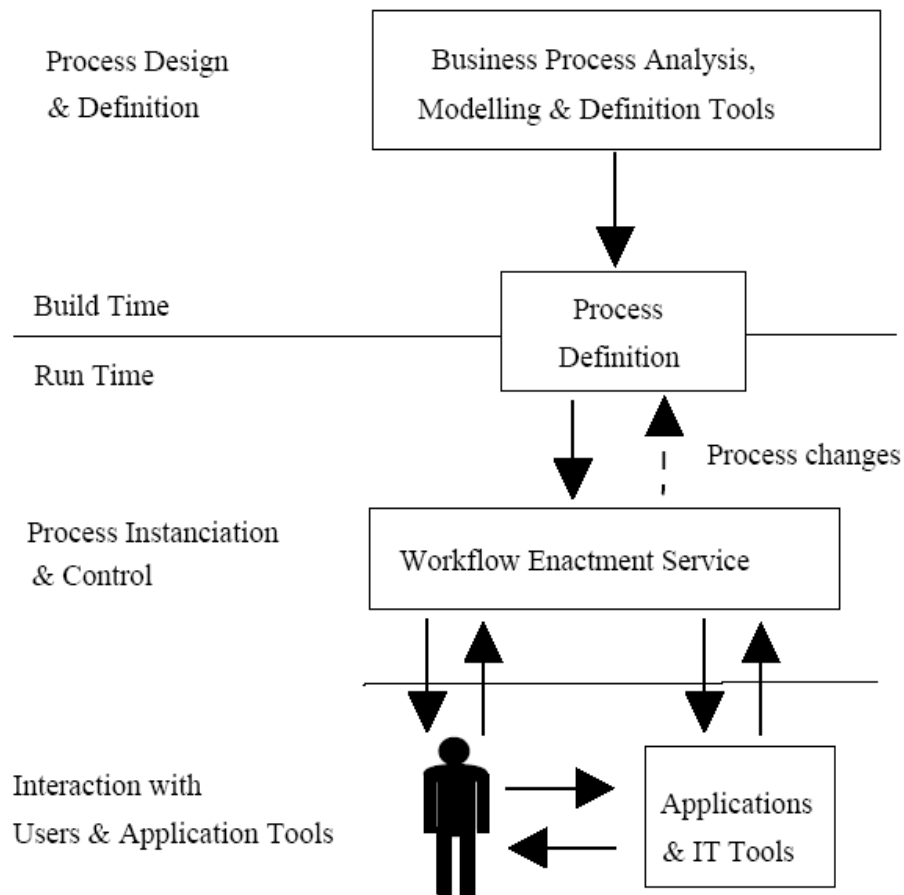 Process Design
& Definition
Business Process Analysis,
Modelling & Definition Tools
Build Time
Process
Definition
Run Time
Process changes
Process Instanciation
& Control
Workflow Enactment Service
Interaction with
Users & Application Tools
Applications
& IT Tools